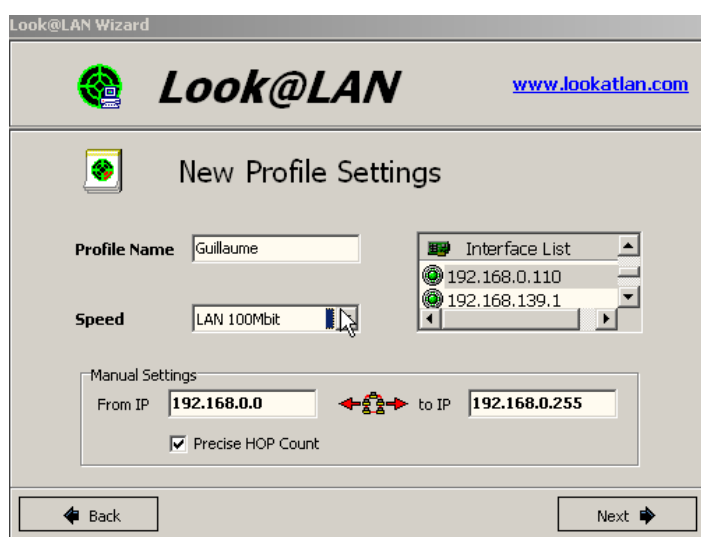 Look@LAN Wizard
Look@LAN
www.lookatlan.com
New Profile Settings
Profile Name
Guillaume
Interface List
192.168.0.110
192.168.139.1
Speed
LAN 100Mbit
Manual Settings
From IP
192.168.0.0
to IP
192.168.0.255
Precise HOP Count
Back
Next